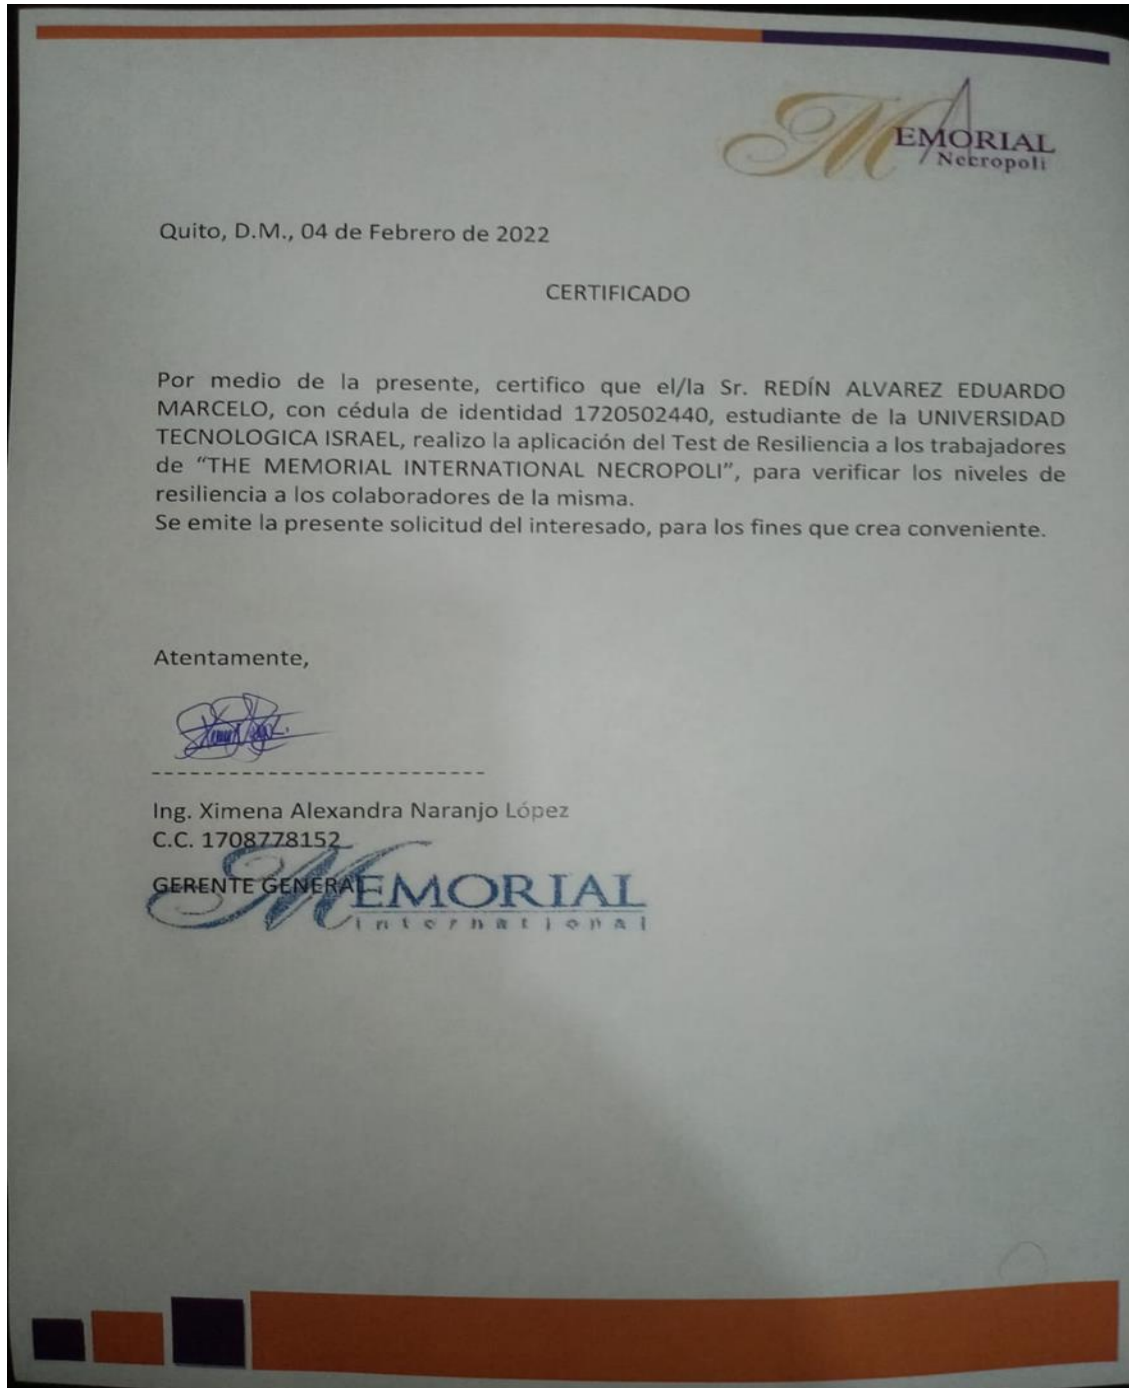 MEMORIAL
Necropoli
Quito, D.M., 04 de Febrero de 2022
CERTIFICADO
Por medio de la presente, certifico que el/la Sr. REDÍN ALVAREZ EDUARDO
MARCELO, con cédula de identidad 1720502440, estudiante de la UNIVERSIDAD
TECNOLOGICA ISRAEL, realizo la aplicación del Test de Resiliencia a los trabajadores
de “THE MEMORIAL INTERNATIONAL NECROPOLI”, para verificar los niveles de
resiliencia a los colaboradores de la misma.
Se emite la presente solicitud del interesado, para los fines que crea conveniente.
Atentamente,
Ing. Ximena Alexandra Naranjo López
C.C. 1708778152
GERENTE GENERAL
MEMORIAL
international